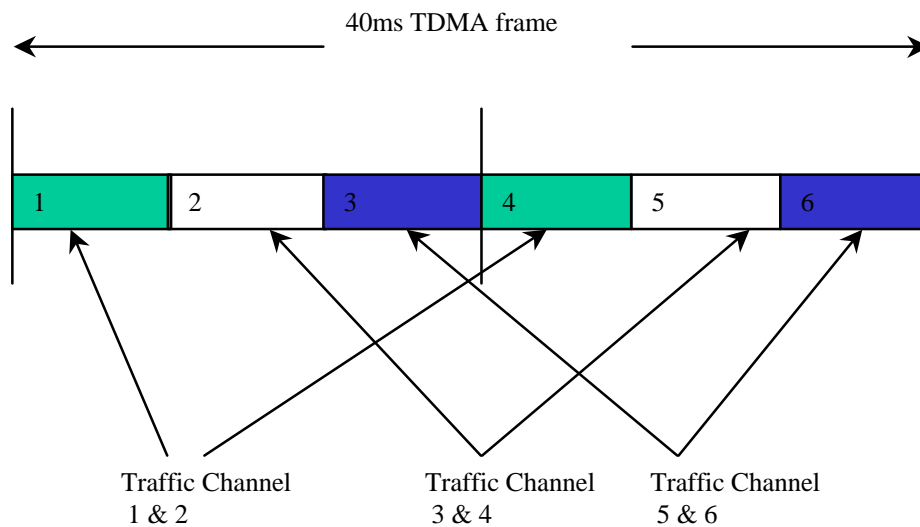 40ms TDMA frame
1 2 3 4 5 6
Traffic Channel
1 & 2
Traffic Channel
3 & 4
Traffic Channel
5 & 6